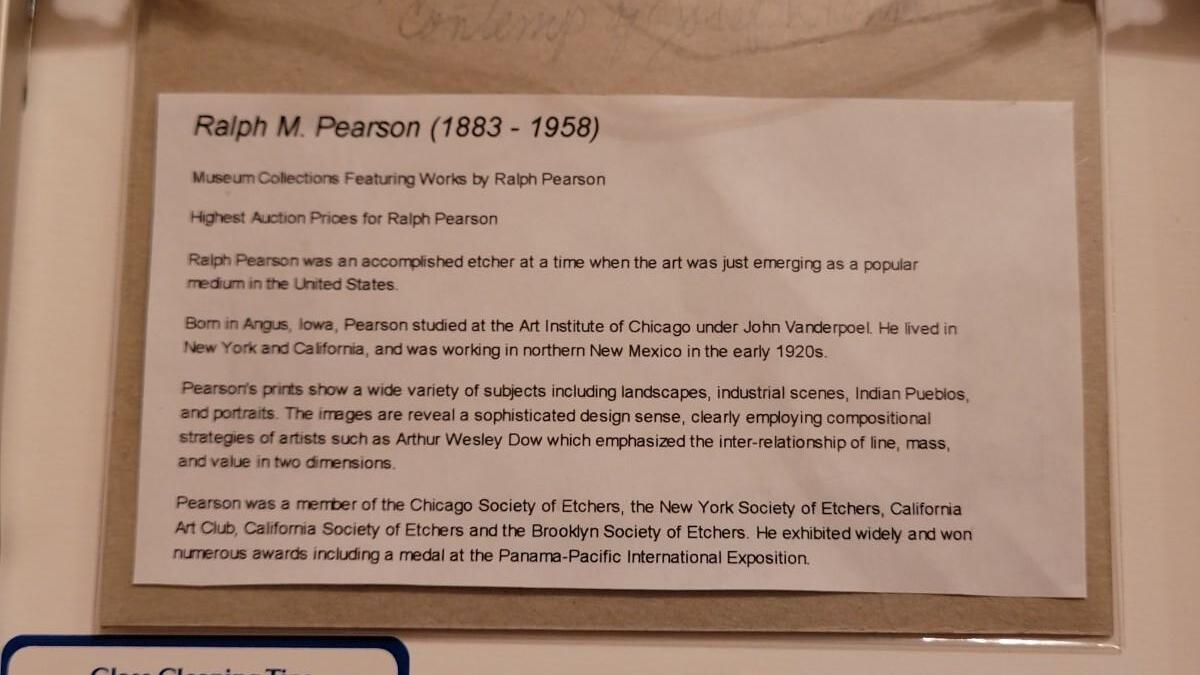 Contemp of
Ralph M. Pearson (1883 - 1958)
Museum Collections Featuring Works by Ralph Pearson
Highest Auction Prices for Ralph Pearson
Ralph Pearson was an accomplished etcher at a time when the art was just emerging as a popular
medium in the United States.
Born in Angus, Iowa, Pearson studied at the Art Institute of Chicago under John Vanderpoel. He lived in
New York and California, and was working in northern New Mexico in the early 1920s.
Pearson's prints show a wide variety of subjects including landscapes, industrial scenes, Indian Pueblos,
and portraits. The images are reveal a sophisticated design sense, clearly employing compositional
strategies of artists such as Arthur Wesley Dow which emphasized the inter-relationship of line, mass,
and value in two dimensions.
Pearson was a member of the Chicago Society of Etchers, the New York Society of Etchers, California
Art Club, California Society of Etchers and the Brooklyn Society of Etchers. He exhibited widely and won
numerous awards including a medal at the Panama-Pacific International Exposition.
Glass Cleaning Tips